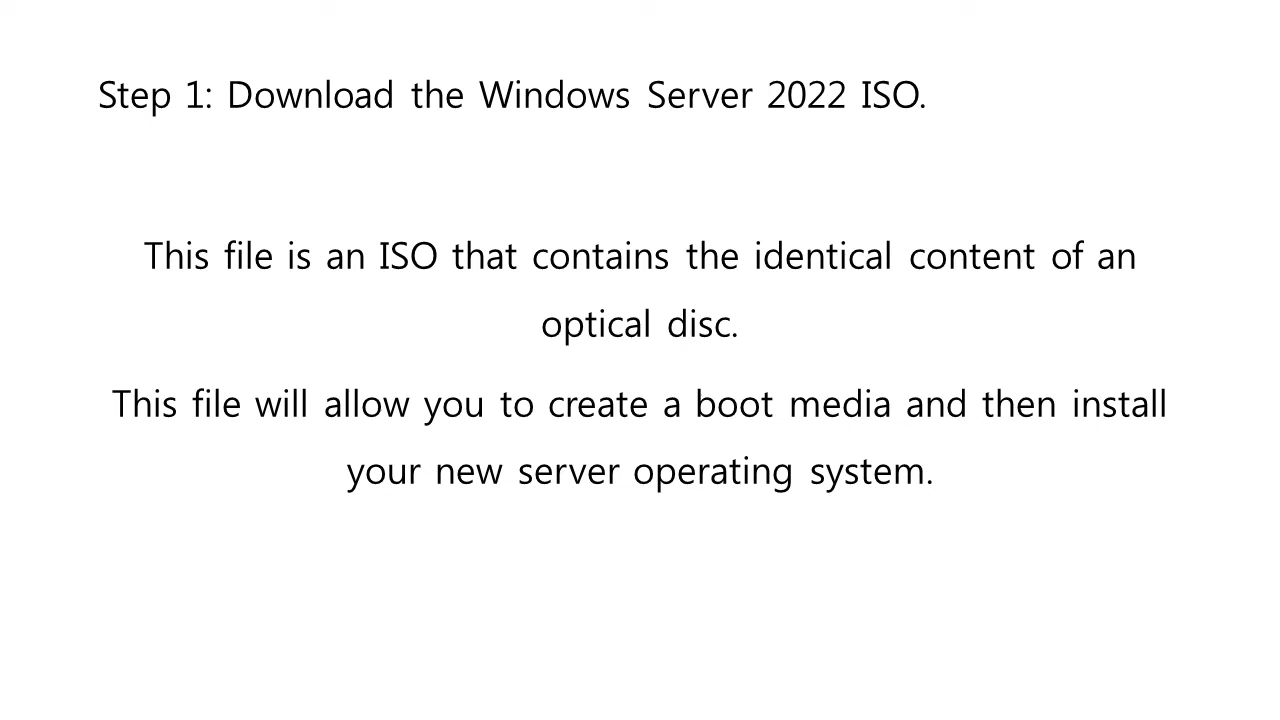 Step 1: Download the Windows Server 2022 ISO.
This file is an ISO that contains the identical content of an
optical disc.
This file will allow you to create a boot media and then install
your new server operating system.